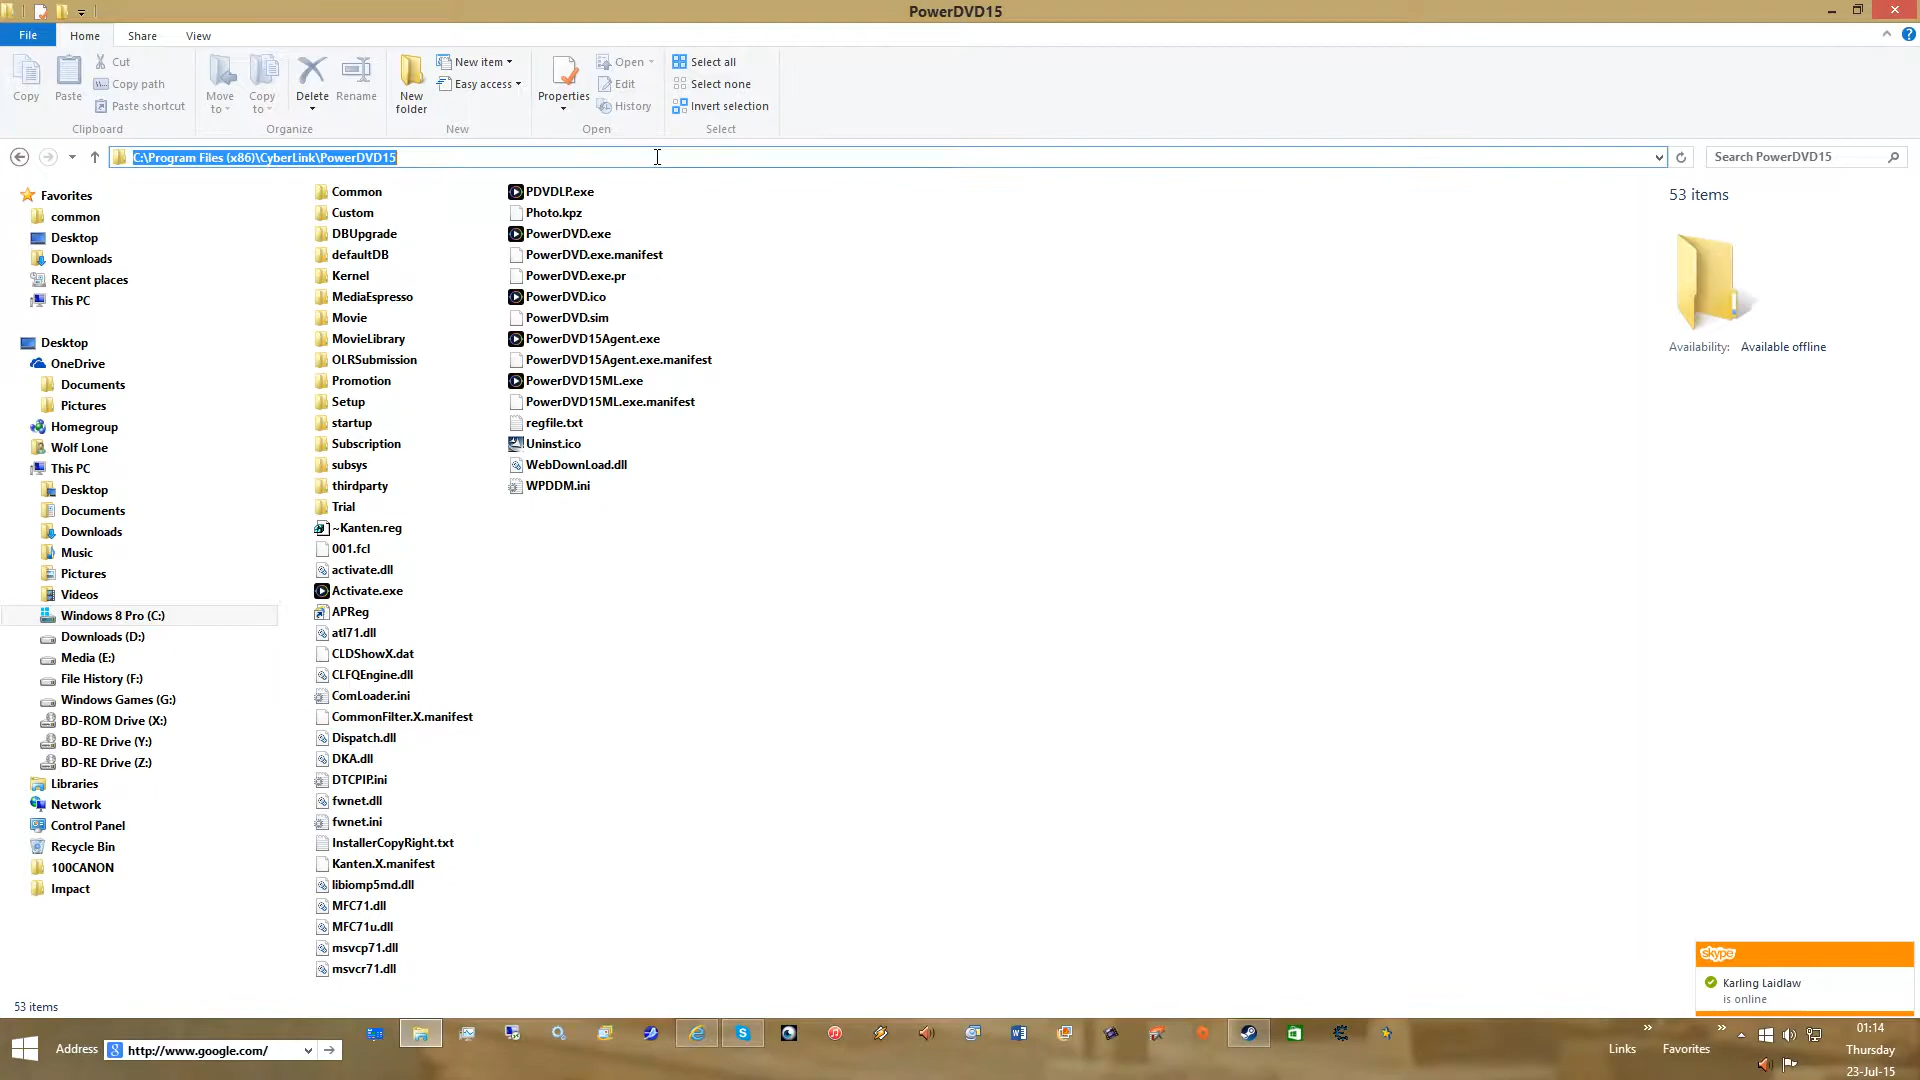 PowerDVD15
File
Home
Share
View
Copy
Paste
Cut
Copy path
Paste shortcut
Clipboard
Move to
Copy to
Delete
Rename
Organize
New folder
New item
Easy access
New
Properties
Open
Edit
History
Open
Select all
Select none
Invert selection
Select
C:\Program Files (x86)\CyberLink\PowerDVD15
Search PowerDVD15
Favorites
common
Desktop
Downloads
Recent places
This PC
Desktop
OneDrive
Documents
Pictures
Homegroup
Wolf Lone
This PC
Desktop
Documents
Downloads
Music
Pictures
Videos
Windows 8 Pro (C:)
Downloads (D:)
Media (E:)
File History (F:)
Windows Games (G:)
BD-ROM Drive (X:)
BD-RE Drive (Y:)
BD-RE Drive (Z:)
Libraries
Network
Control Panel
Recycle Bin
100CANON
Impact
Common
Custom
DBUpgrade
defaultDB
Kernel
MediaEspresso
Movie
MovieLibrary
OLRSubmission
Promotion
Setup
startup
Subscription
subsys
thirdparty
Trial
~Kanten.reg
001.fcl
activate.dll
Activate.exe
APReg
atl71.dll
CLDShowX.dat
CLFQEngine.dll
ComLoader.ini
CommonFilter.X.manifest
Dispatch.dll
DKA.dll
DTCPIP.ini
fwnet.dll
fwnet.ini
InstallerCopyRight.txt
Kanten.X.manifest
libiomp5md.dll
MFC71.dll
MFC71u.dll
msvcp71.dll
msvcr71.dll
PDVDLP.exe
Photo.kpz
PowerDVD.exe
PowerDVD.exe.manifest
PowerDVD.exe.pr
PowerDVD.ico
PowerDVD.sim
PowerDVD15Agent.exe
PowerDVD15Agent.exe.manifest
PowerDVD15ML.exe
PowerDVD15ML.exe.manifest
regfile.txt
Uninst.ico
WebDownLoad.dll
WPDDM.ini
53 items
Availability: Available offline
skype
Karling Laidlaw
is online
53 items
Address http://www.google.com/
Links
Favorites
01:14
Thursday
23-Jul-15